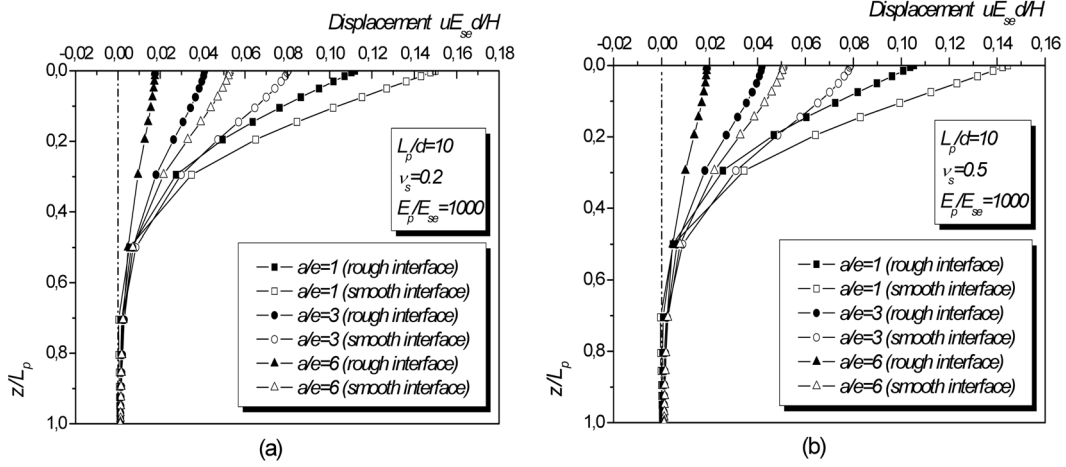 Displacement uE_se d/H
-0,02 0,00 0,02 0,04 0,06 0,08 0,10 0,12 0,14 0,16 0,18
0,0
0,2
0,4
0,6
0,8
1,0
z/L_p
L_p/d=10
ν_s=0.2
E_p/E_se=1000
a/e=1 (rough interface)
a/e=1 (smooth interface)
a/e=3 (rough interface)
a/e=3 (smooth interface)
a/e=6 (rough interface)
a/e=6 (smooth interface)
(a)
Displacement uE_se d/H
-0,02 0,00 0,02 0,04 0,06 0,08 0,10 0,12 0,14 0,16
0,0
0,2
0,4
0,6
0,8
1,0
z/L_p
L_p/d=10
ν_s=0.5
E_p/E_se=1000
a/e=1 (rough interface)
a/e=1 (smooth interface)
a/e=3 (rough interface)
a/e=3 (smooth interface)
a/e=6 (rough interface)
a/e=6 (smooth interface)
(b)